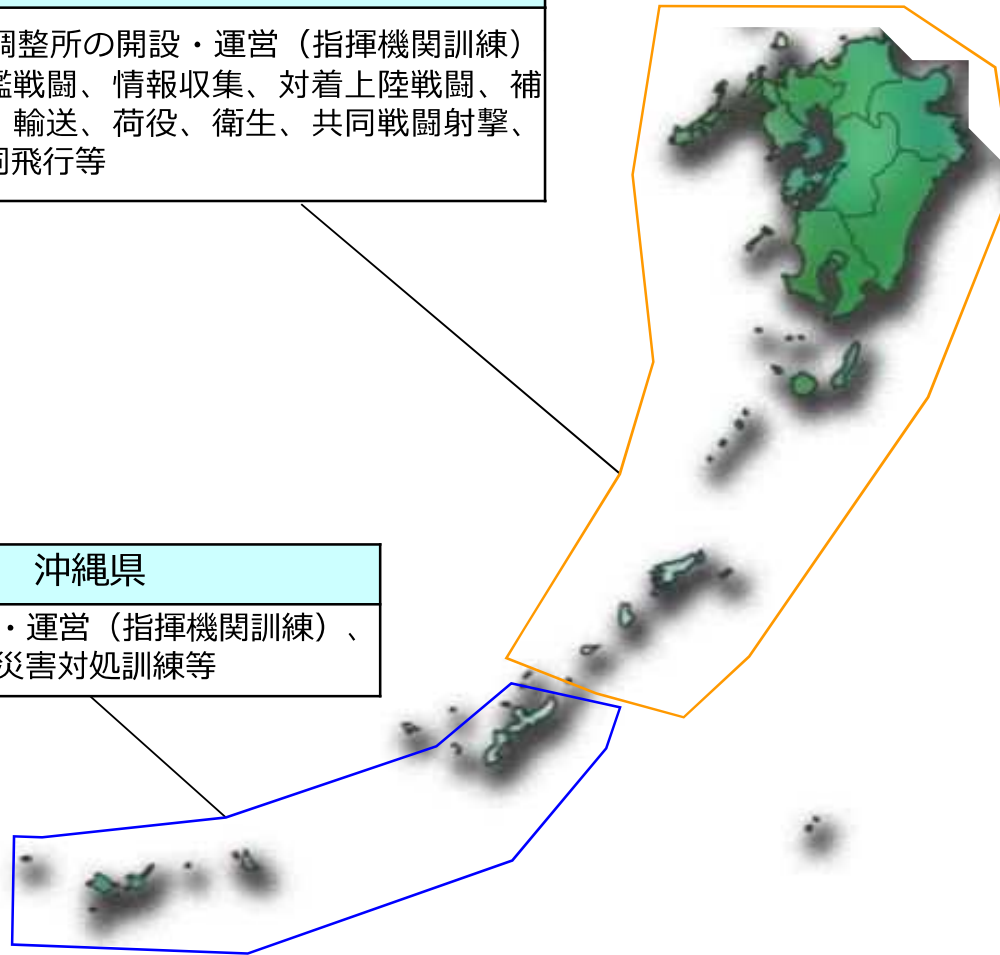 調整所の開設・運営（指揮機関訓練）
艦戦闘、情報収集、対着上陸戦闘、補
輸送、荷役、衛生、共同戦闘射撃、
同飛行等
沖縄県
・運営（指揮機関訓練）、
災害対処訓練等